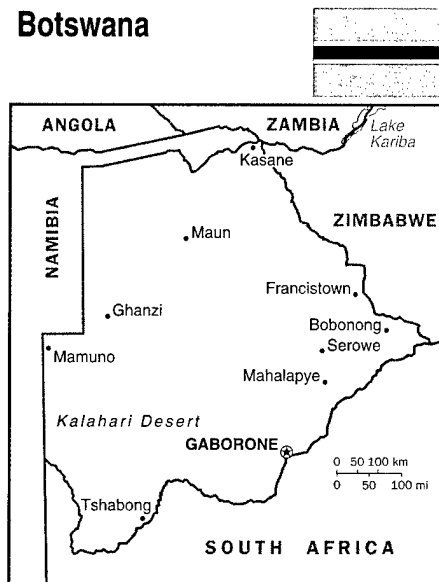 Botswana
ANGOLA
ZAMBIA
Lake
Kariba
Kasane
NAMIBIA
ZIMBABWE
Maun
Francistown
Ghanzi
Bobonong
Serowe
Mamuno
Mahalapye
Kalahari Desert
GABORONE
0 50 100 km
0 50 100 mi
Tshabong
SOUTH AFRICA